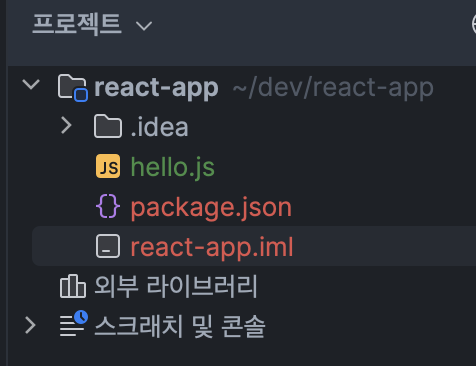 프로젝트
react-app ~/dev/react-app
.idea
JS hello.js
{} package.json
react-app.iml
외부 라이브러리
스크래치 및 콘솔